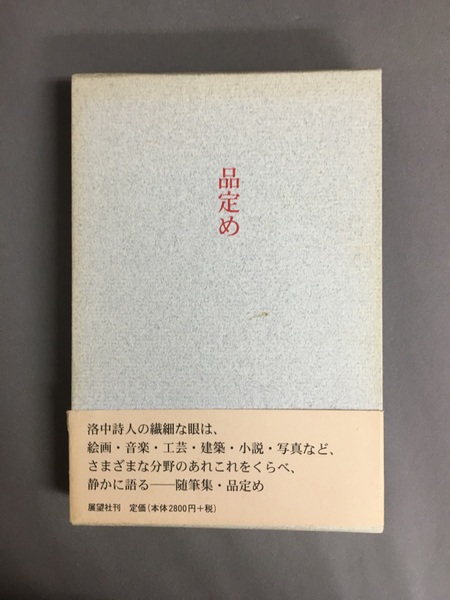 品定め
洛中詩人の繊細な眼は、
絵画・音楽・工芸・建築・小説・写真など、
さまざまな分野のあれこれをくらべ、
静かに語る——随筆集・品定め
展望社刊 定価(本体2800円+税)